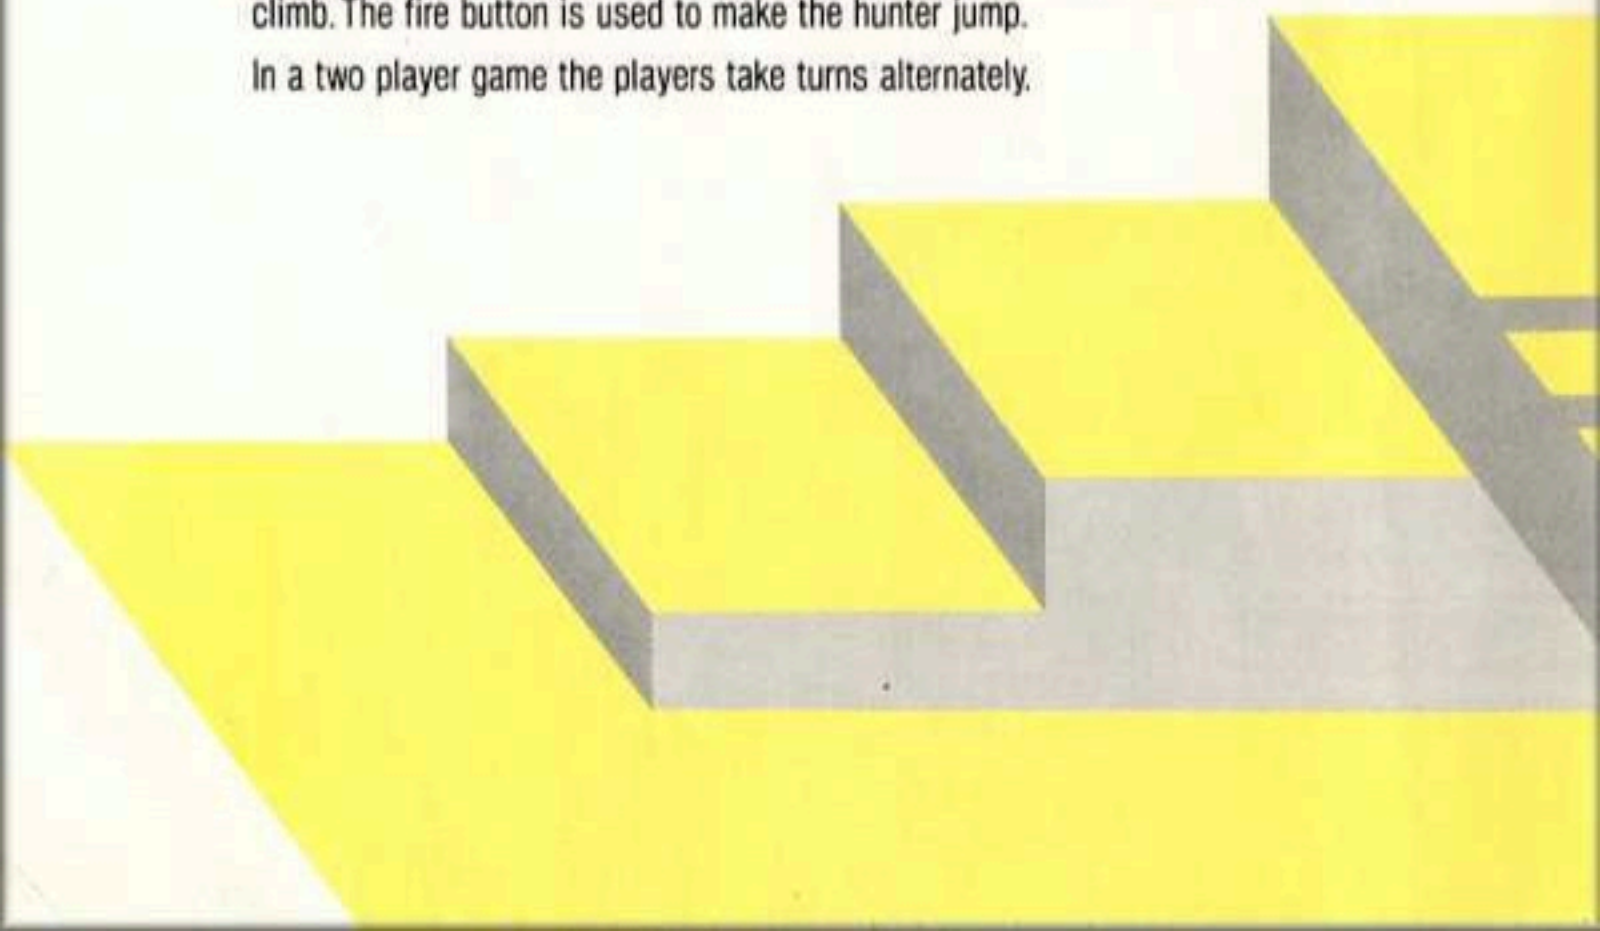 climb. The fire button is used to make the hunter jump.
In a two player game the players take turns alternately.